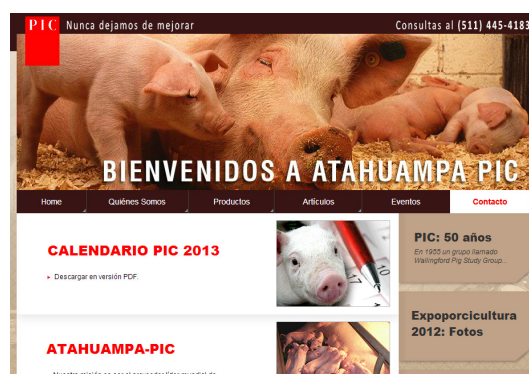 PIC Nunca dejamos de mejorar
Consultas al (511) 445-4183
BIENVENIDOS A ATAHUAMPA PIC
Home Quiénes Somos Productos Artículos Eventos Contacto
CALENDARIO PIC 2013
Descargar en versión PDF.
17
10
PIC: 50 años
En 1955 un grupo llamado
Wallingford Pig Study Group...
Expoporcicultura
2012: Fotos
ATAHUAMPA-PIC